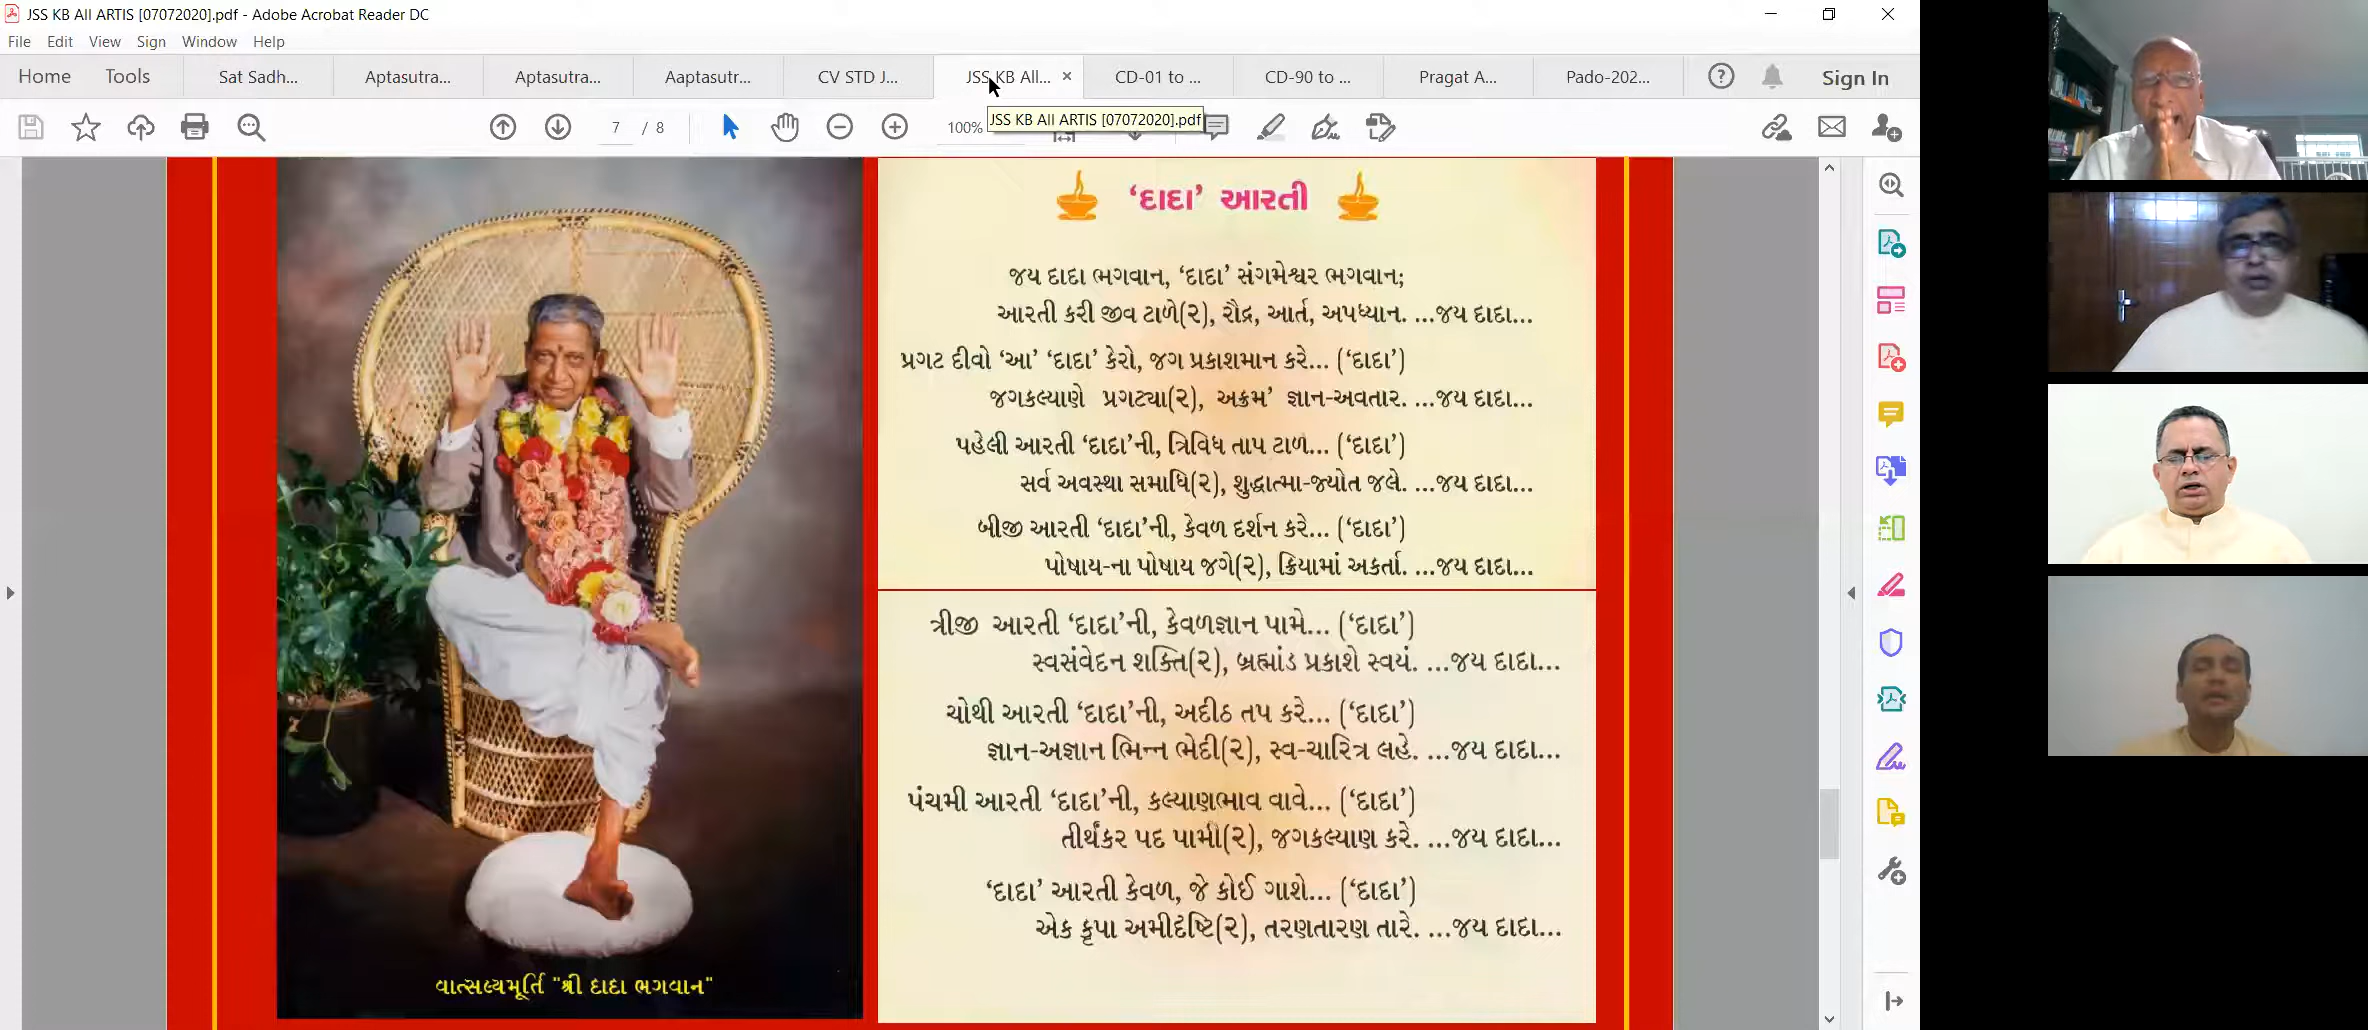 JSS KB All ARTIS [07072020].pdf - Adobe Acrobat Reader DC
File Edit View Sign Window Help
Home Tools Sat Sadh... Aptasutra... Aptasutra... Aaptasutr... CV STD J... JSS KB All... × CD-01 to ... CD-90 to ... Pragat A... Pado-202... Sign In
7 / 8 100%
JSS KB All ARTIS [07072020].pdf
‘દાદા’ આરતી
જય દાદા ભગવાન, ‘દાદા’ સંગમેશ્વર ભગવાન;
આરતી કરી જીવ ટાળે(૨), રૌદ્ર, આર્ત, અપધ્યાન. ...જય દાદા...
પ્રગટ દીવો ‘આ’ ‘દાદા’ કેરો, જગ પ્રકાશમાન કરે... (‘દાદા’)
જગકલ્યાણે પ્રગટ્યા(૨), અક્રમ’ જ્ઞાન-અવતાર. ...જય દાદા...
પહેલી આરતી ‘દાદા’ની, ત્રિવિધ તાપ ટાળે... (‘દાદા’)
સર્વ અવસ્થા સમાધિ(૨), શુદ્ધાત્મા-જ્યોત જલે. ...જય દાદા...
બીજી આરતી ‘દાદા’ની, કેવળ દર્શન કરે... (‘દાદા’)
પોષાય-ના પોષાય જગે(૨), ક્રિયામાં અકર્તા. ...જય દાદા...
ત્રીજી આરતી ‘દાદા’ની, કેવળજ્ઞાન પામે... (‘દાદા’)
સ્વસંવેદન શક્તિ(૨), બ્રહ્માંડ પ્રકાશે સ્વયં. ...જય દાદા...
ચોથી આરતી ‘દાદા’ની, અદીઠ તપ કરે... (‘દાદા’)
જ્ઞાન-અજ્ઞાન ભિન્ન ભેદી(૨), સ્વ-ચારિત્ર લહે. ...જય દાદા...
પંચમી આરતી ‘દાદા’ની, કલ્યાણભાવ વાવે... (‘દાદા’)
તીર્થંકર પદ પામી(૨), જગકલ્યાણ કરે. ...જય દાદા...
‘દાદા’ આરતી કેવળ, જે કોઈ ગાશે... (‘દાદા’)
એક કૃપા અમીદૃષ્ટિ(૨), તરણતારણ તારે. ...જય દાદા...
વાત્સલ્યમૂર્તિ "શ્રી દાદા ભગવાન"